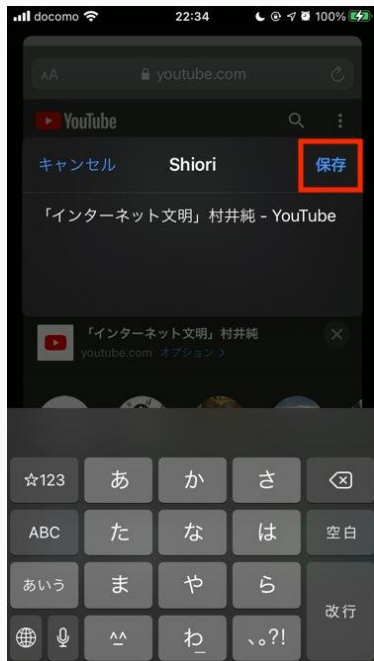 docomo 22:34 100%
AA youtube.com
YouTube
キャンセル Shiori 保存
「インターネット文明」村井純 - YouTube
「インターネット文明」村井純
youtube.com オプション >
☆123 あ か さ
ABC た な は 空白
あいう ま や ら
^^ わ_ 、。?! 改行